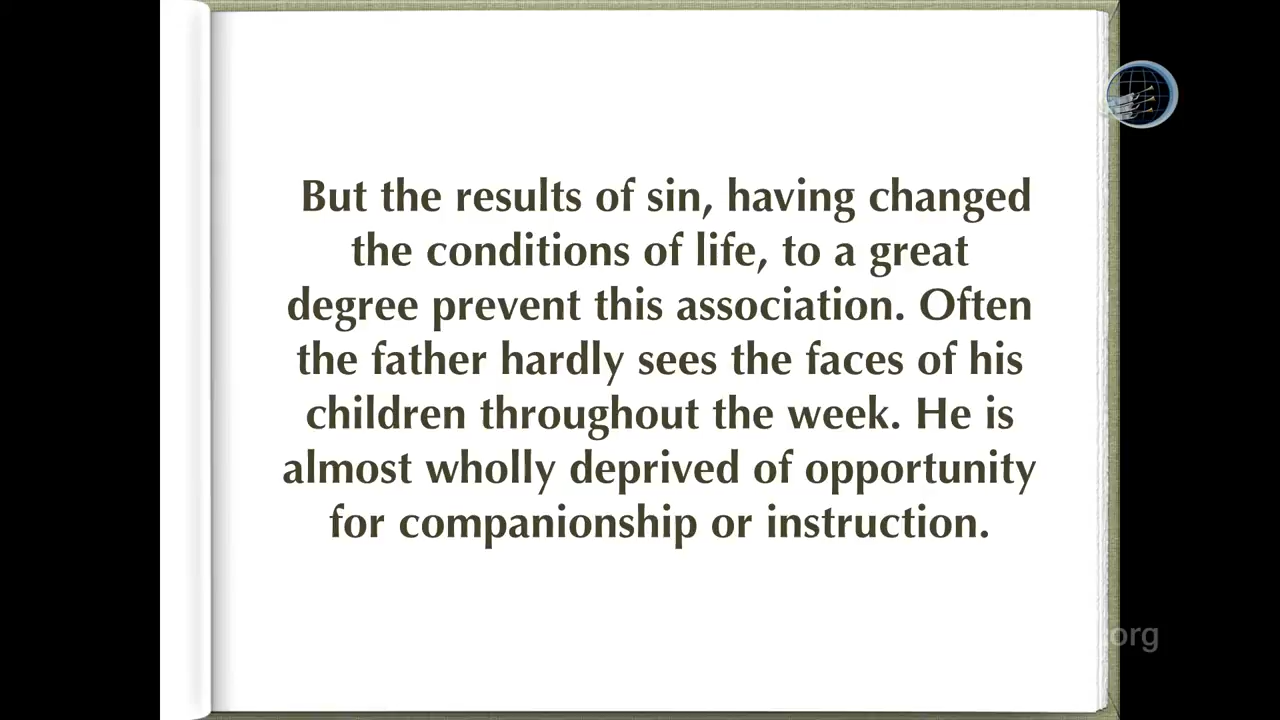 But the results of sin, having changed
the conditions of life, to a great
degree prevent this association. Often
the father hardly sees the faces of his
children throughout the week. He is
almost wholly deprived of opportunity
for companionship or instruction.
.org